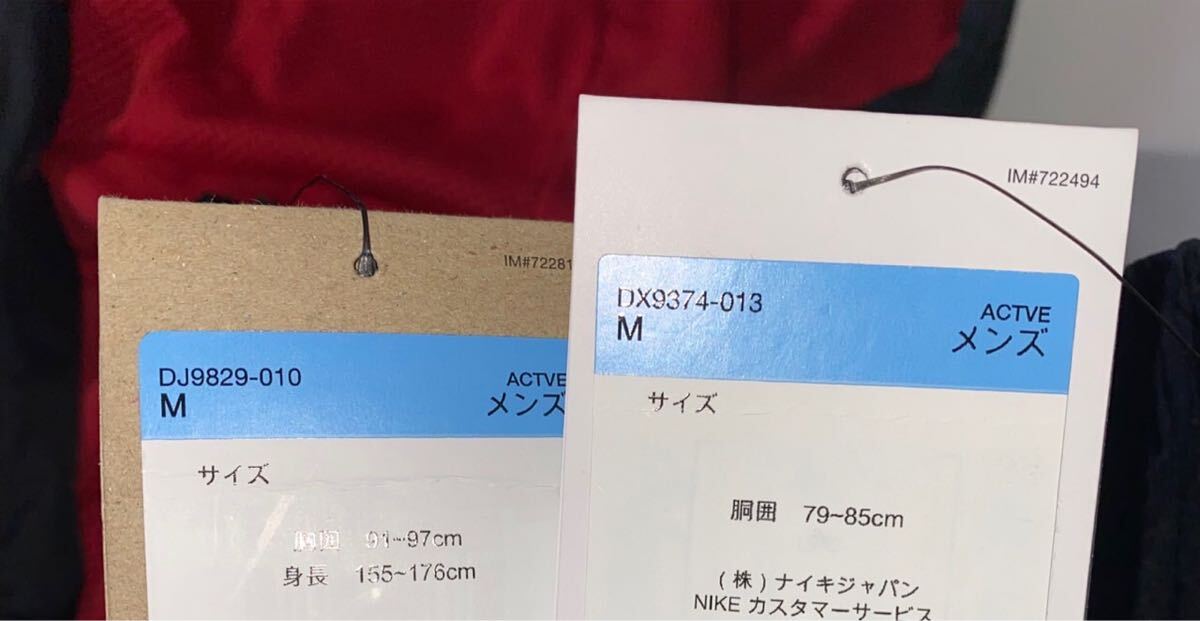 IM#72281
DJ9829-010
M
ACTVE
メンズ
サイズ
胴囲 91~97cm
身長 155~176cm
IM#722494
DX9374-013
M
ACTVE
メンズ
サイズ
胴囲 79~85cm
(株)ナイキジャパン
NIKE カスタマーサービス